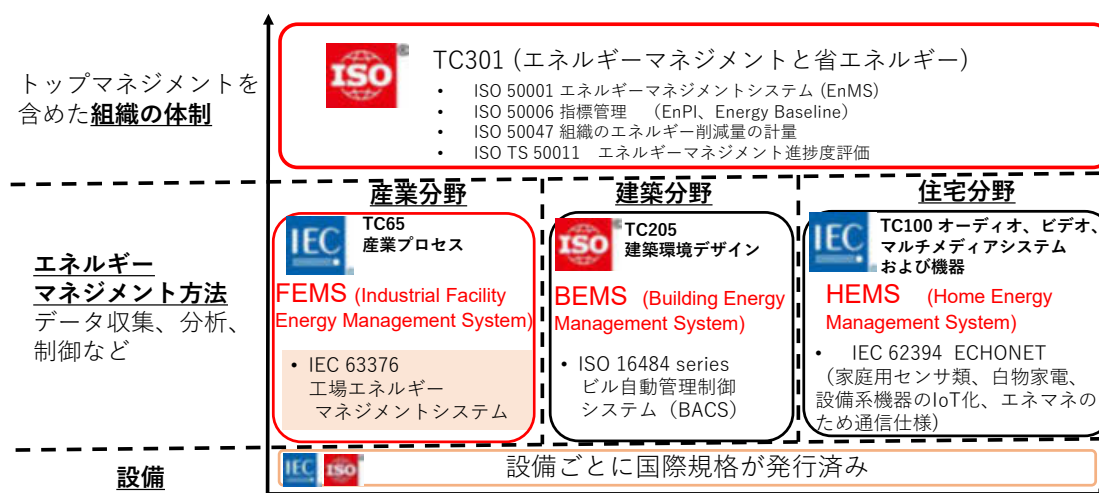 トップマネジメントを
含めた組織の体制
ISO
®
TC301 (エネルギーマネジメントと省エネルギー)
• ISO 50001 エネルギーマネジメントシステム (EnMS)
• ISO 50006 指標管理 （EnPI、Energy Baseline）
• ISO 50047 組織のエネルギー削減量の計量
• ISO TS 50011 エネルギーマネジメント進捗度評価
エネルギー
マネジメント方法
データ収集、分析、
制御など
産業分野
IEC
TC65
産業プロセス
FEMS (Industrial Facility
Energy Management System)
• IEC 63376
工場エネルギー
マネジメントシステム
建築分野
ISO
TC205
建築環境デザイン
BEMS (Building Energy
Management System)
• ISO 16484 series
ビル自動管理制御
システム（BACS）
住宅分野
IEC
TC100 オーディオ、ビデオ、
マルチメディアシステム
および機器
HEMS (Home Energy
Management System)
• IEC 62394 ECHONET
（家庭用センサ類、白物家電、
設備系機器のIoT化、エネマネの
ため通信仕様)
設備
IEC ISO
設備ごとに国際規格が発行済み